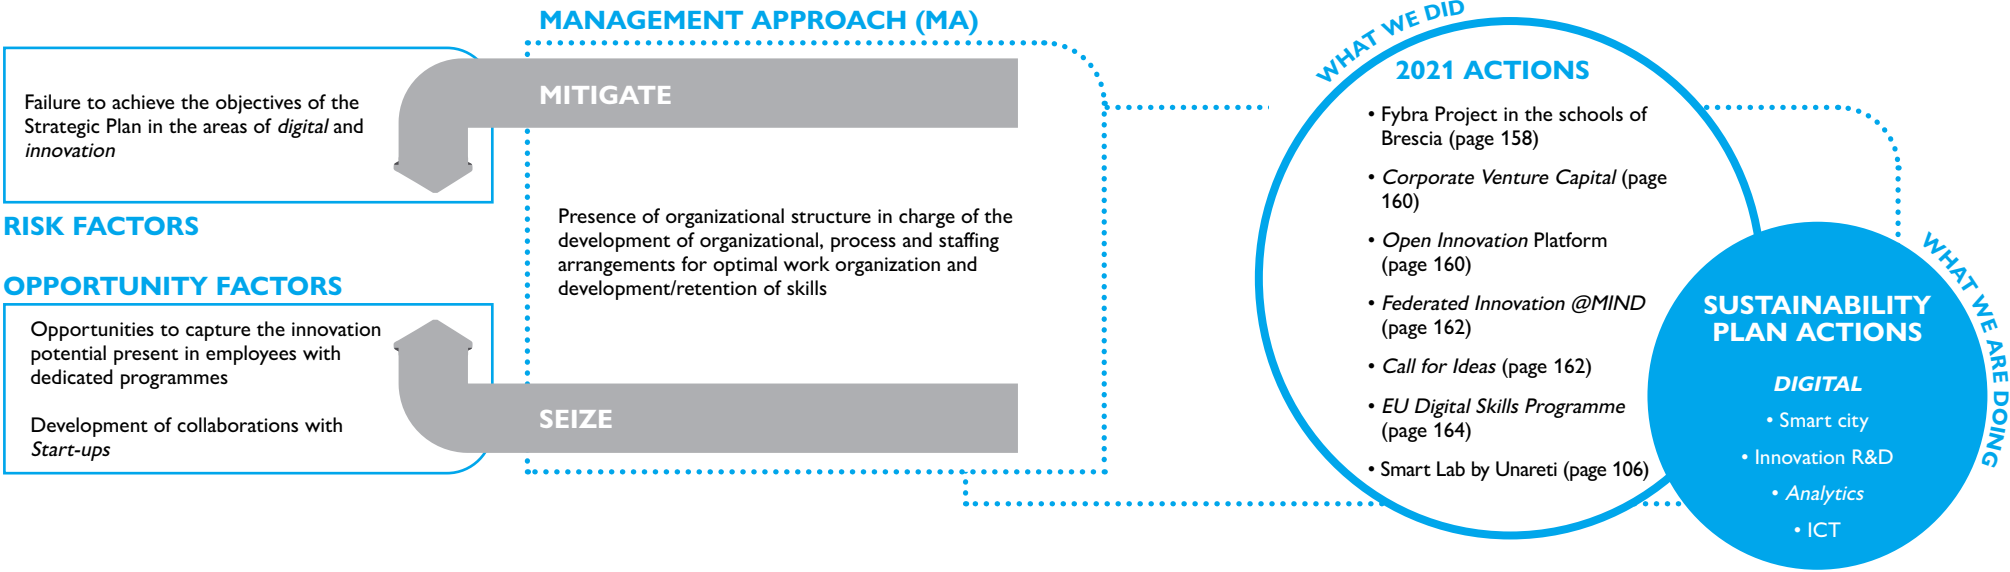 MANAGEMENT APPROACH (MA)
Failure to achieve the objectives of the
Strategic Plan in the areas of digital and
innovation
RISK FACTORS
OPPORTUNITY FACTORS
Opportunities to capture the innovation
potential present in employees with
dedicated programmes
Development of collaborations with
Start-ups
MITIGATE
Presence of organizational structure in charge of the
development of organizational, process and staffing
arrangements for optimal work organization and
development/retention of skills
SEIZE
WHAT WE DID
2021 ACTIONS
• Fybra Project in the schools of
Brescia (page 158)
• Corporate Venture Capital (page
160)
• Open Innovation Platform
(page 160)
• Federated Innovation @MIND
(page 162)
• Call for Ideas (page 162)
• EU Digital Skills Programme
(page 164)
• Smart Lab by Unareti (page 106)
WHAT WE ARE DOING
SUSTAINABILITY
PLAN ACTIONS
DIGITAL
• Smart city
• Innovation R&D
• Analytics
• ICT